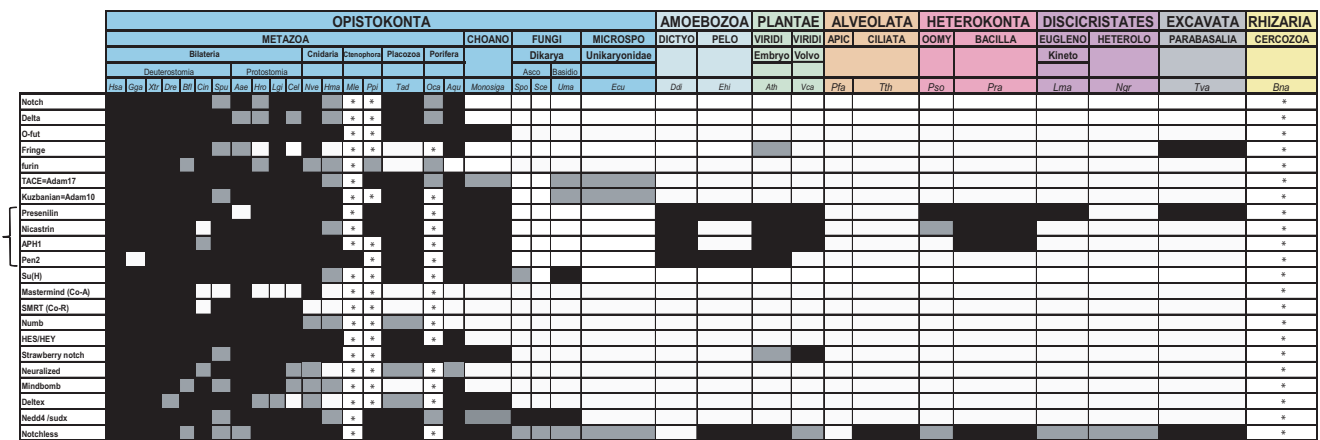 OPISTOKONTA AMOEBOZOA PLANTAE ALVEOLATA HETEROKONTA DISCICRISTATES EXCAVATA RHIZARIA
METAZOA CHOANO FUNGI MICROSPO DICTYO PELO VIRIDI VIRIDI APIC CILIATA OOMY BACILLA EUGLENO HETEROLO PARABASALIA CERCOZOA
Bilateria Cnidaria Ctenophora Placozoa Porifera Dikarya Unikaryonidae Embryo Volvo Kineto
Deuterostomia Protostomia Asco Basidio
Hsa Gga Xtr Dre Bfl Cin Spu Aae Hro Lgi Cel Nve Hma Mle Ppi Tad Oca Aqu Monosiga Spo Sce Uma Ecu Ddi Ehi Ath Vca Pfa Tth Pso Pra Lma Ngr Tva Bna
Notch * * *
Delta * * *
O-fut * * *
Fringe * * * *
furin * * *
TACE=Adam17 * *
Kuzbanian=Adam10 * * * *
Presenilin * * *
Nicastrin * * *
APH1 * * * *
Pen2 * * *
Su(H) * * * *
Mastermind (Co-A) * * * *
SMRT (Co-R) * * * *
Numb * * * *
HES/HEY * * * *
Strawberry notch * * *
Neuralized * * * *
Mindbomb * * *
Deltex * * *
Nedd4 /sudx * *
Notchless * * *